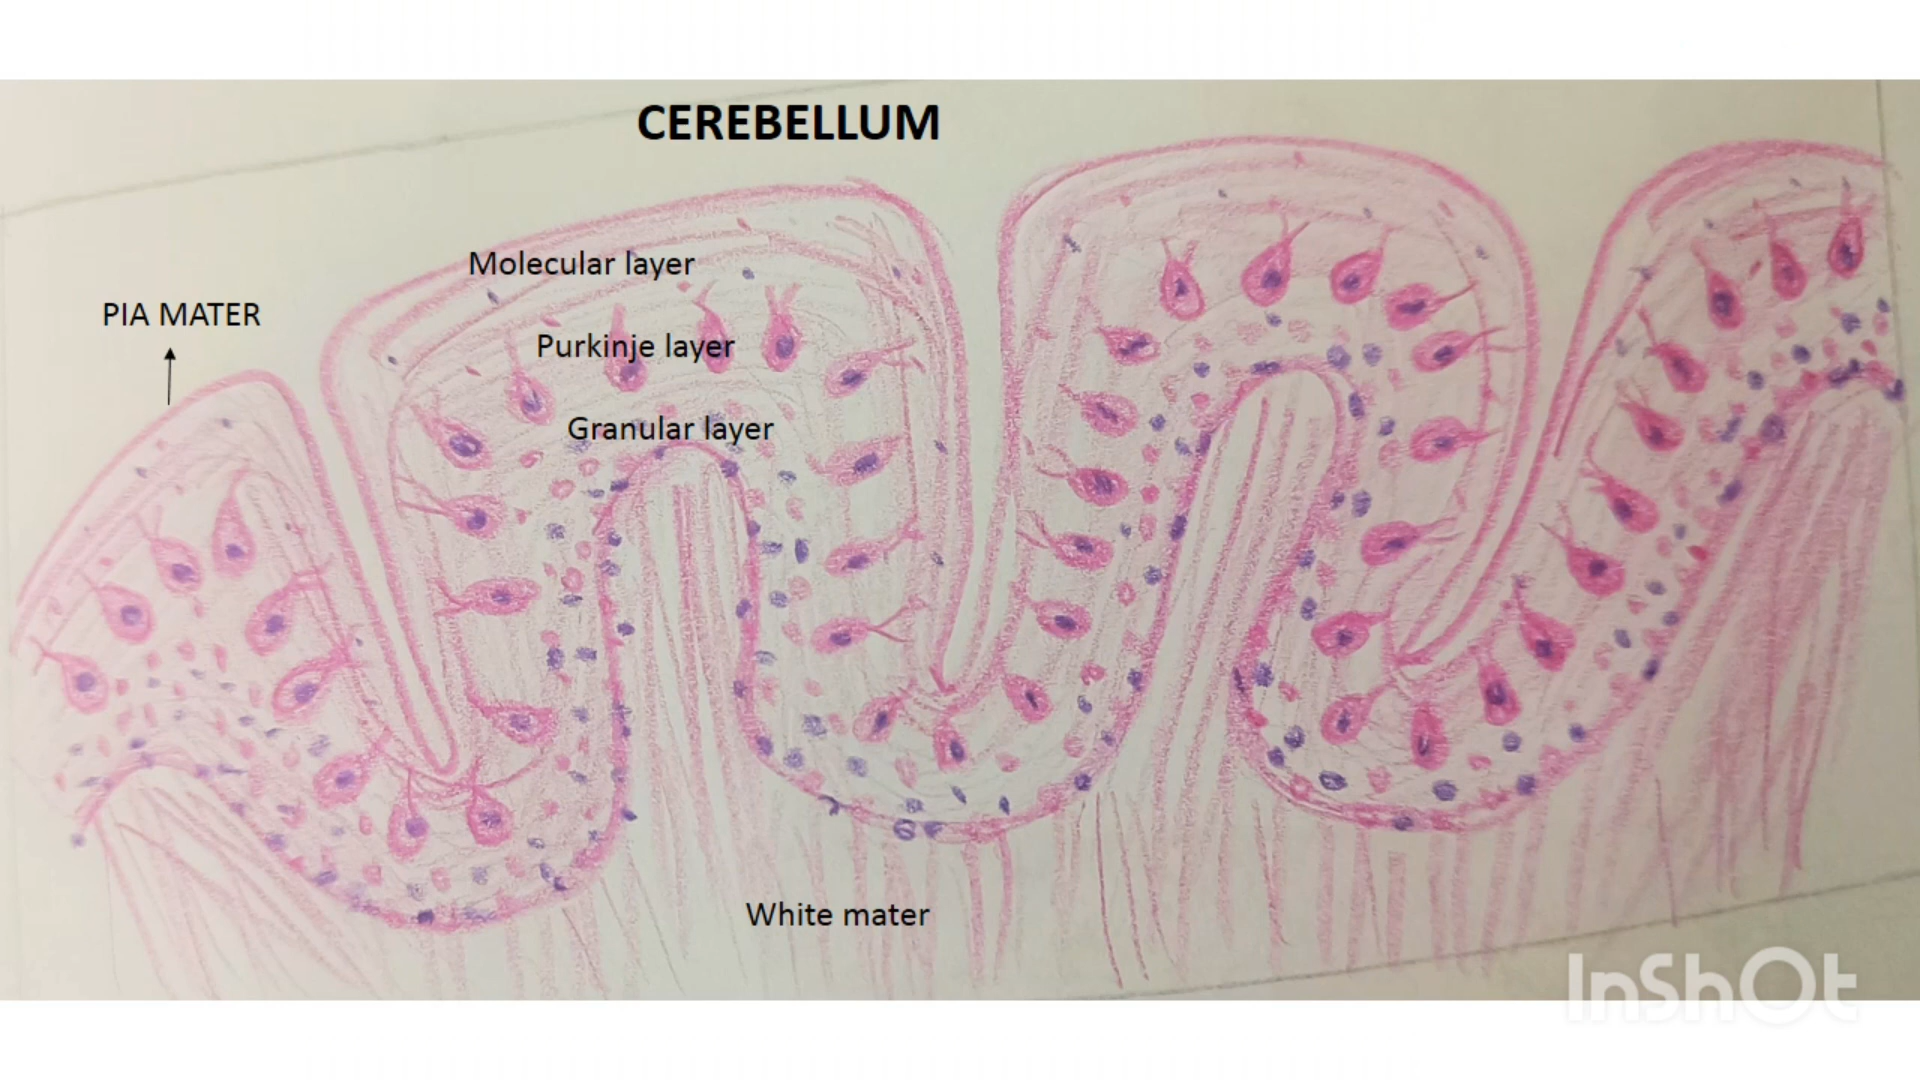 CEREBELLUM
Molecular layer
PIA MATER
Purkinje layer
Granular layer
White mater
InShOt